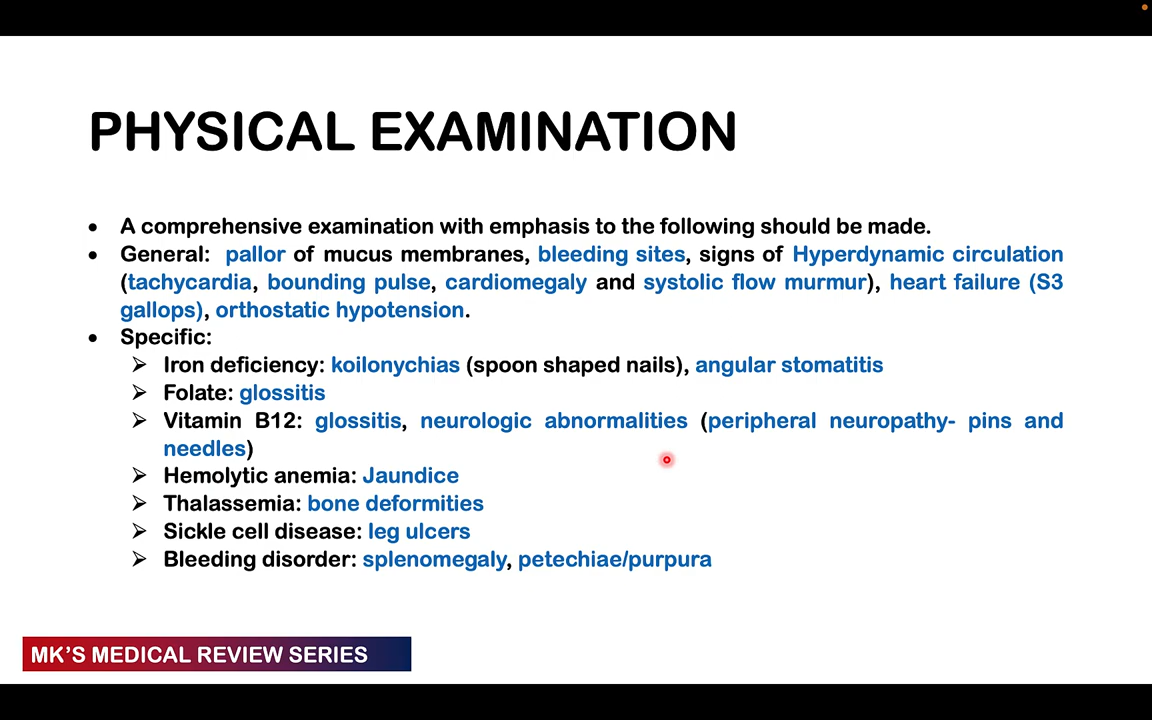 PHYSICAL EXAMINATION
• A comprehensive examination with emphasis to the following should be made.
• General: pallor of mucus membranes, bleeding sites, signs of Hyperdynamic circulation
(tachycardia, bounding pulse, cardiomegaly and systolic flow murmur), heart failure (S3
gallops), orthostatic hypotension.
• Specific:
➢ Iron deficiency: koilonychias (spoon shaped nails), angular stomatitis
➢ Folate: glossitis
➢ Vitamin B12: glossitis, neurologic abnormalities (peripheral neuropathy- pins and
needles)
➢ Hemolytic anemia: Jaundice
➢ Thalassemia: bone deformities
➢ Sickle cell disease: leg ulcers
➢ Bleeding disorder: splenomegaly, petechiae/purpura
MK'S MEDICAL REVIEW SERIES